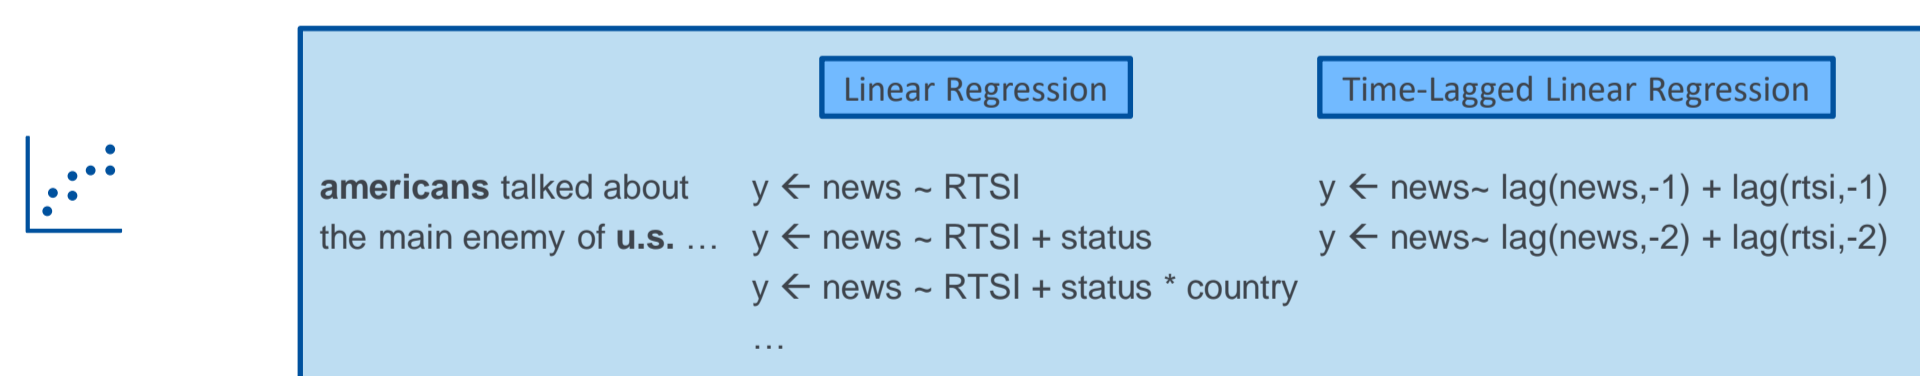 Linear Regression
Time-Lagged Linear Regression
americans talked about
the main enemy of u.s. …
y ← news ~ RTSI
y ← news ~ RTSI + status
y ← news ~ RTSI + status * country
…
y ← news~ lag(news,-1) + lag(rtsi,-1)
y ← news~ lag(news,-2) + lag(rtsi,-2)